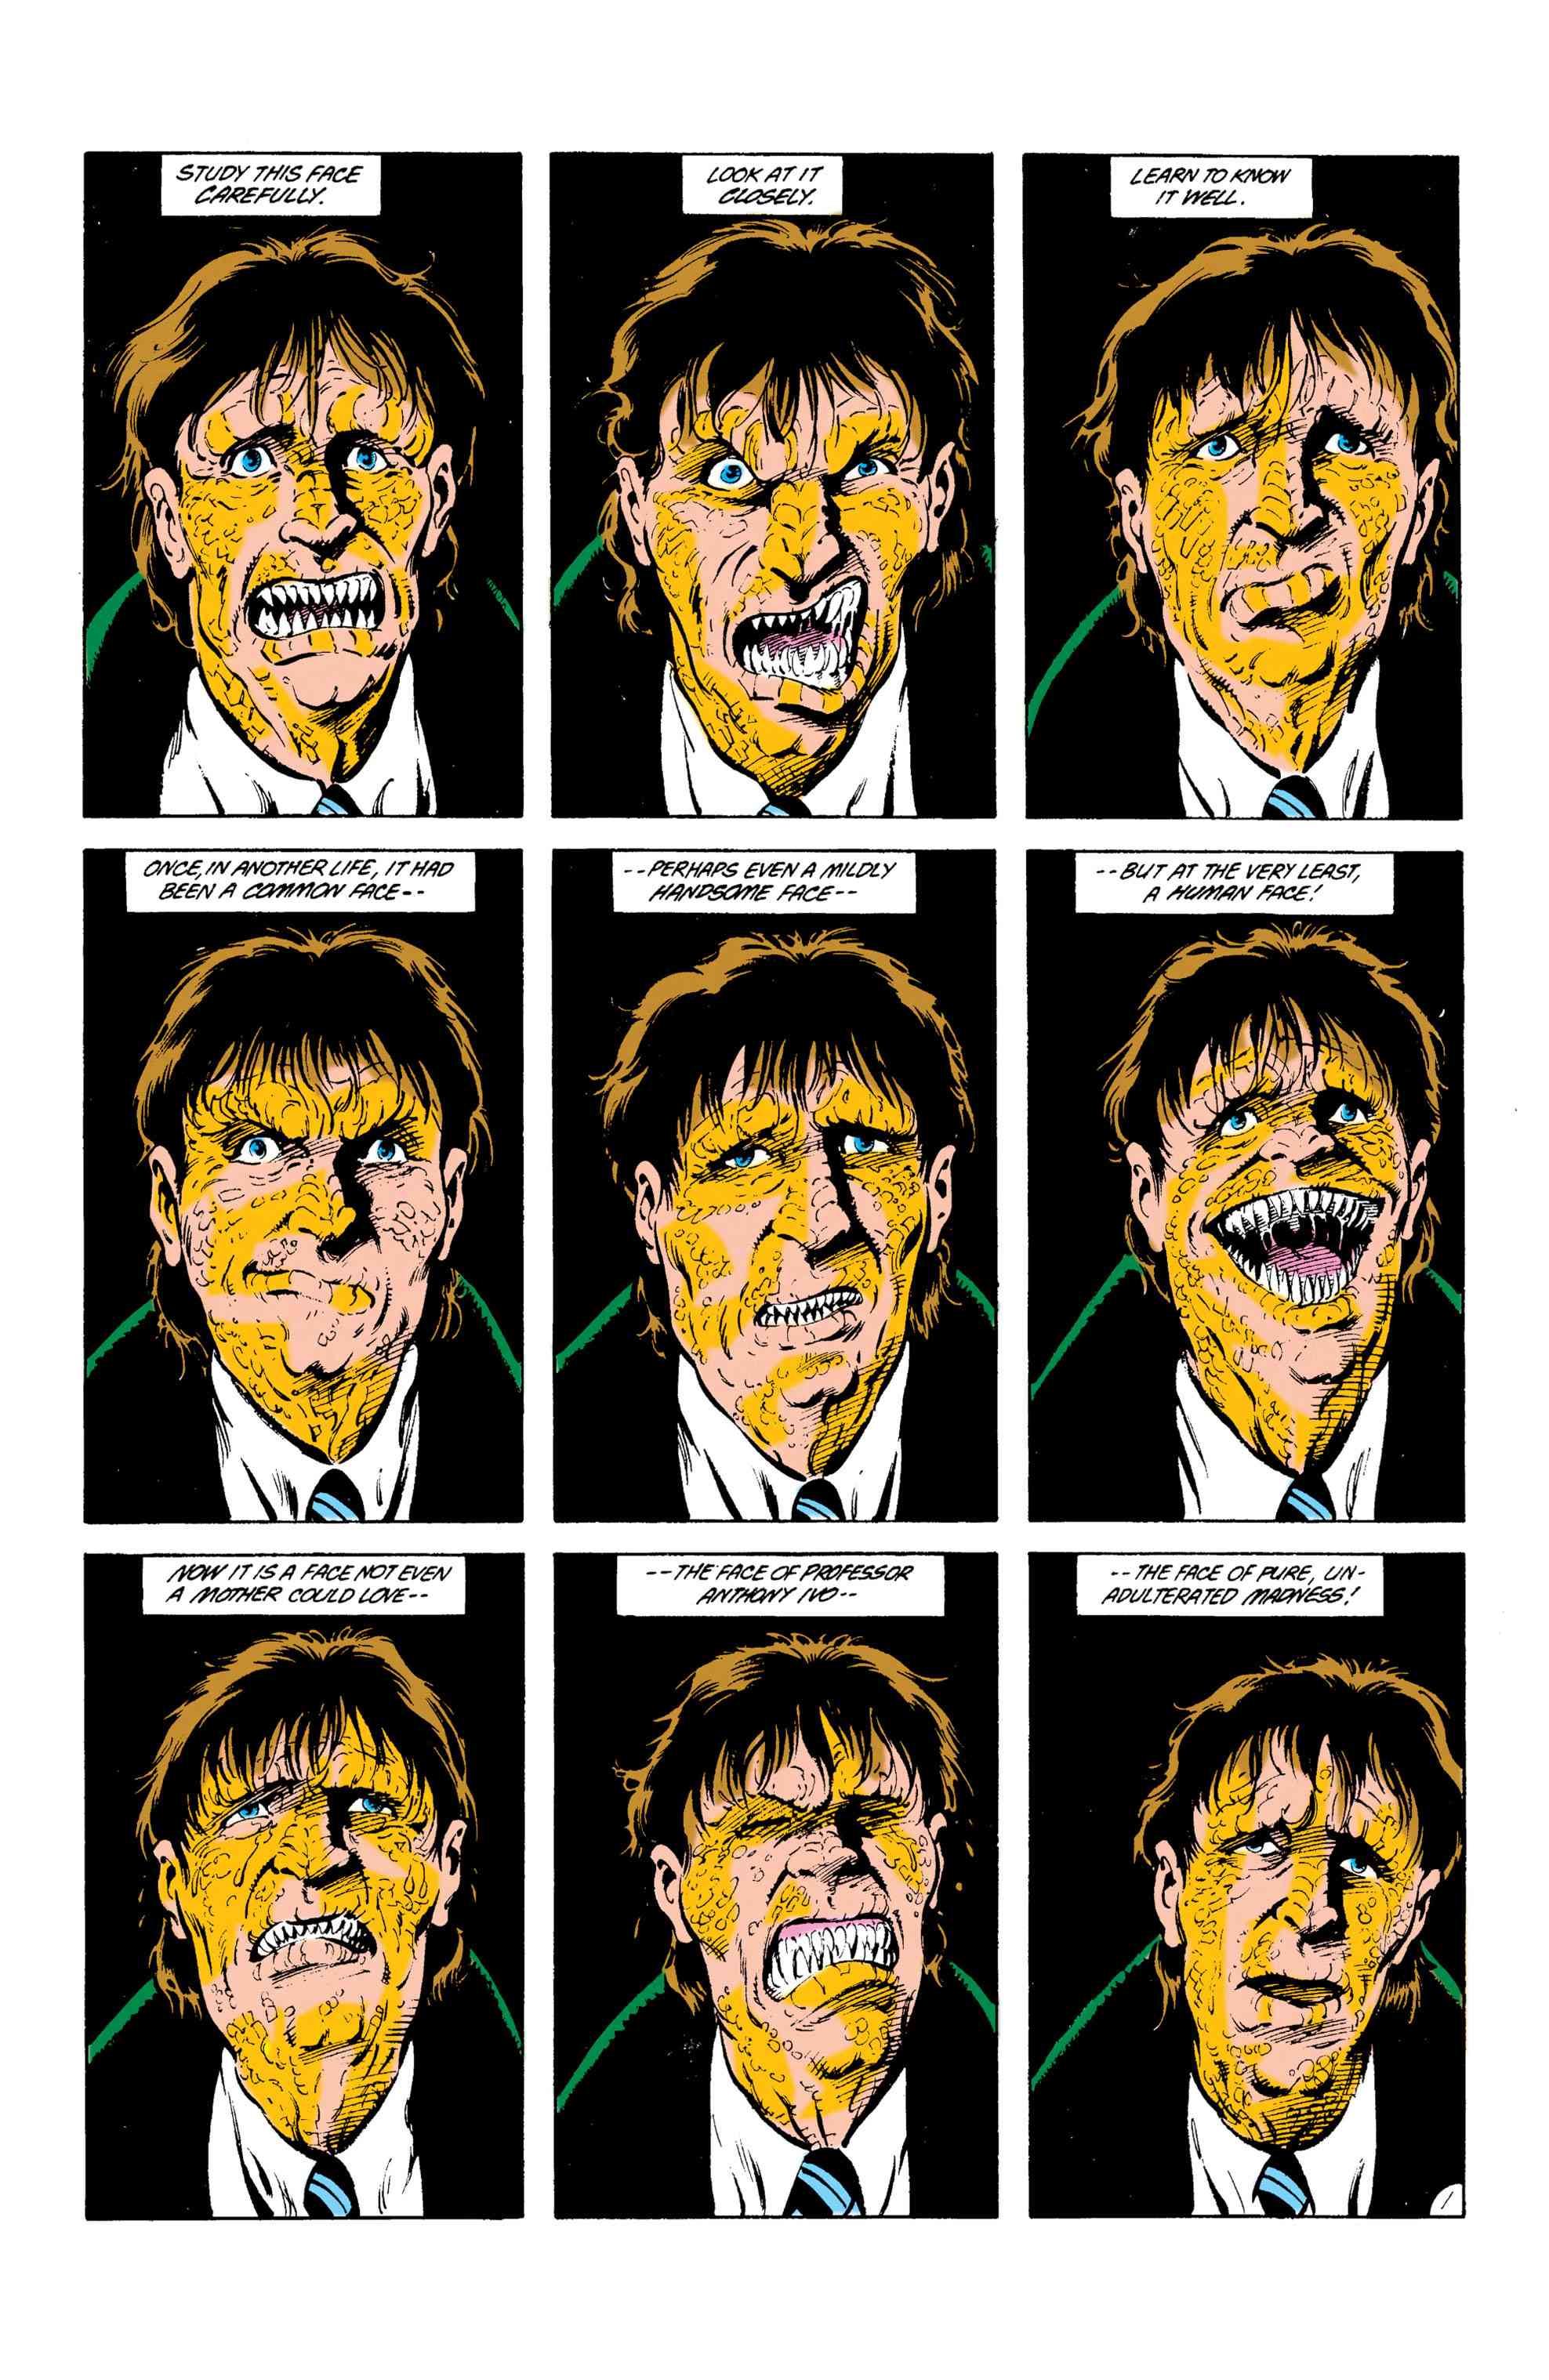 STUDY THIS FACE
CAREFULLY.
LOOK AT IT
CLOSELY.
LEARN TO KNOW
IT WELL.
ONCE, IN ANOTHER LIFE, IT HAD
BEEN A COMMON FACE--
--PERHAPS EVEN A MILDLY
HANDSOME FACE--
--BUT AT THE VERY LEAST,
A HUMAN FACE!
NOW IT IS A FACE NOT EVEN
A MOTHER COULD LOVE--
--THE FACE OF PROFESSOR
ANTHONY IVO--
--THE FACE OF PURE, UN-
ADULTERATED MADNESS!
1